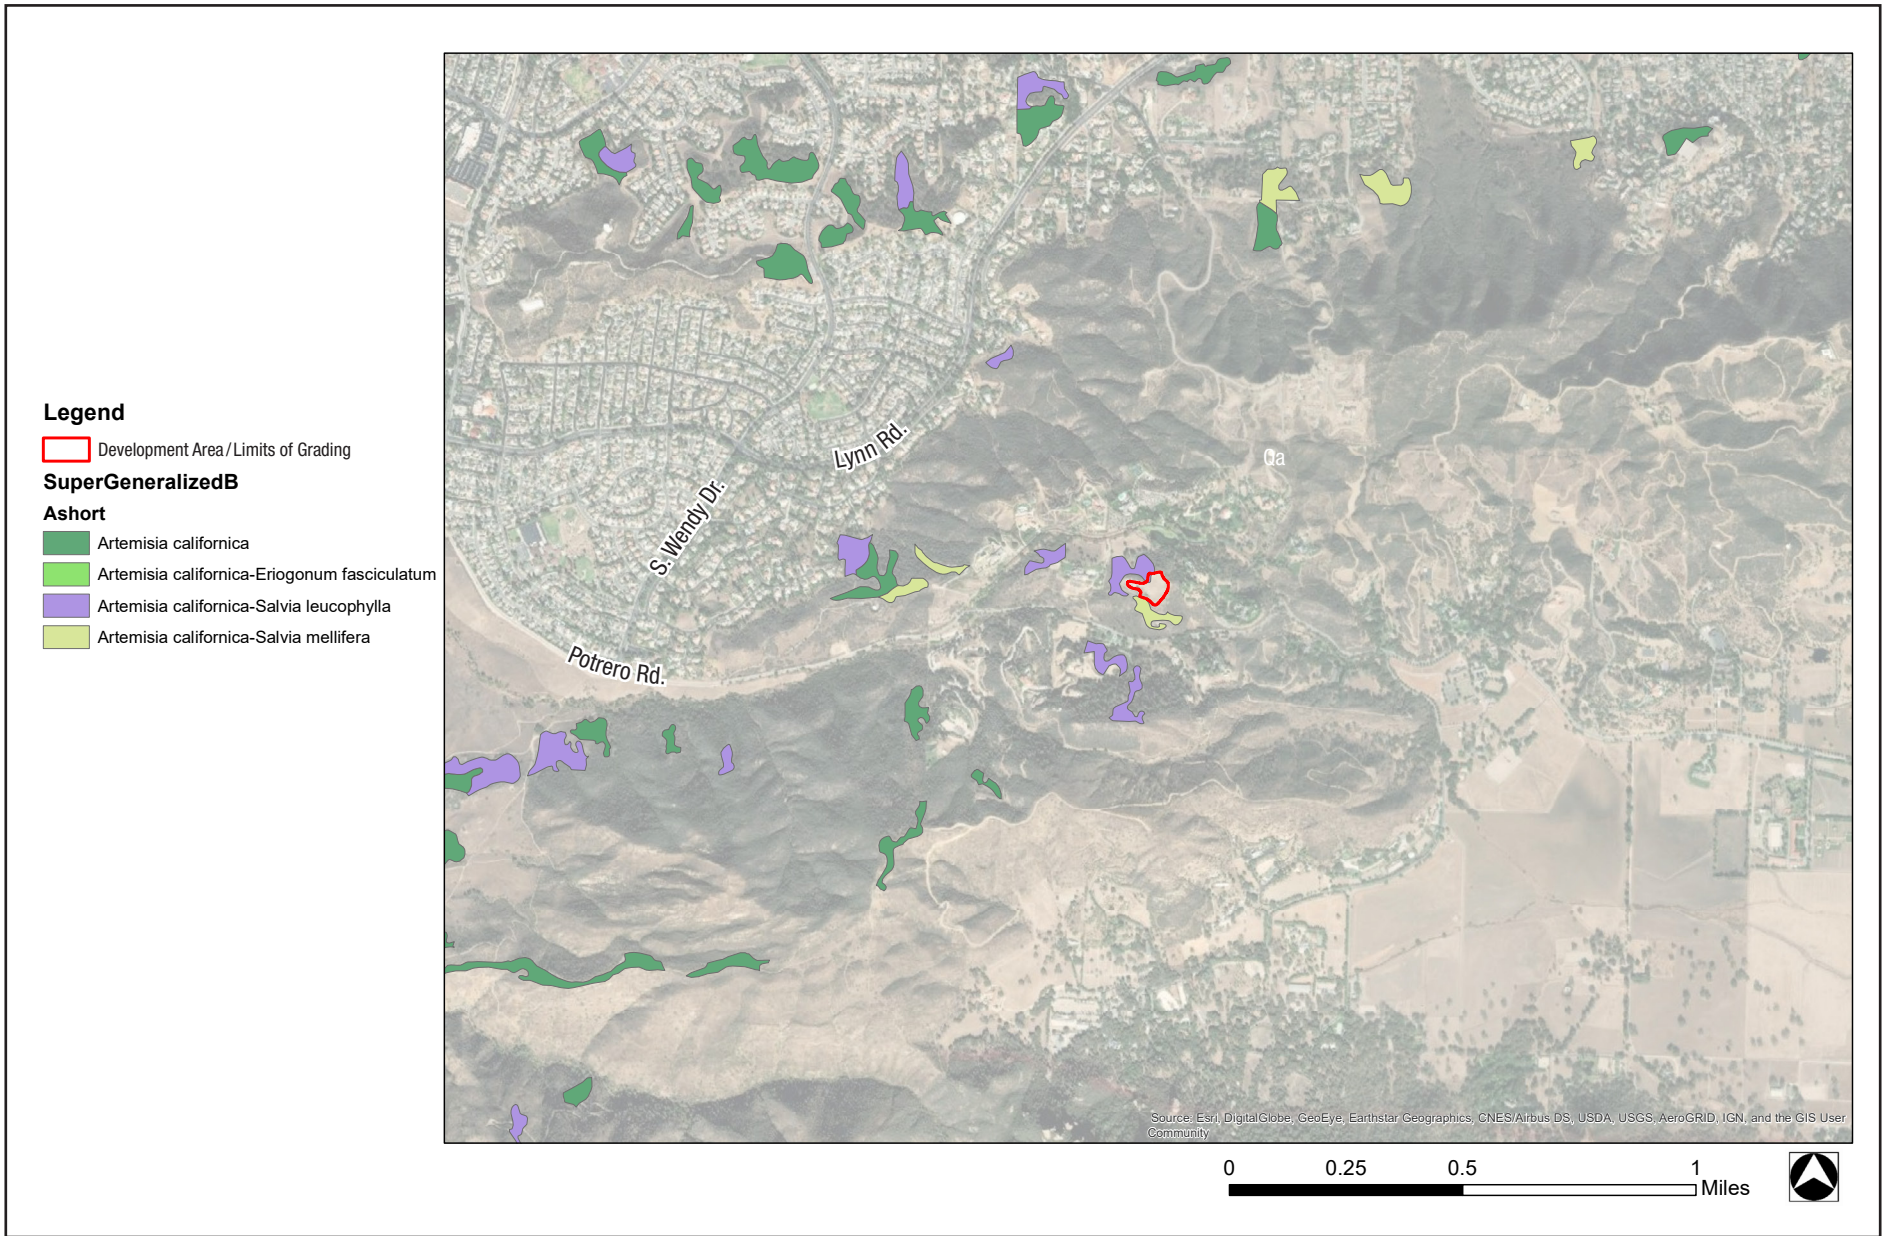 Legend
Development Area / Limits of Grading
SuperGeneralizedB
Ashort
Artemisia californica
Artemisia californica-Eriogonum fasciculatum
Artemisia californica-Salvia leucophylla
Artemisia californica-Salvia mellifera
Lynn Rd.
Qa
S. Wendy Dr.
Potrero Rd.
Source: Esri, DigitalGlobe, GeoEye, Earthstar Geographics, CNES/Airbus DS, USDA, USGS, AeroGRID, IGN, and the GIS User
Community
0 0.25 0.5 1
Miles